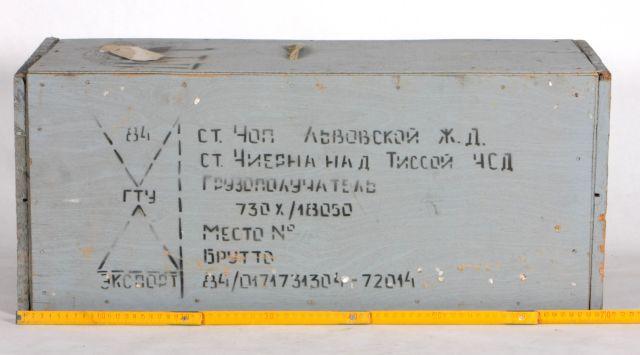 84
ГТУ
ЭКСПОРТ
ст. Чоп Львовской Ж.Д.
ст. Чиерна над Тиссой ЧСД
Грузополучатель
730 X/18050
Место №
Брутто
84/0171731304-72014